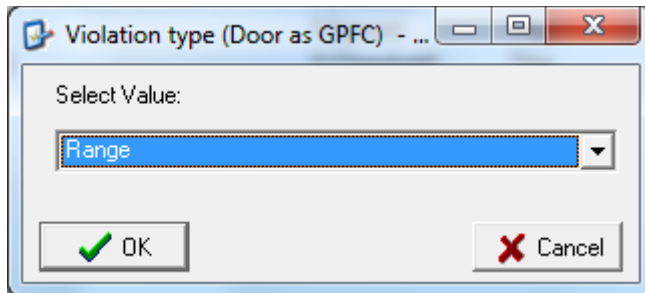 Violation type (Door as GPFC) - ...
Select Value:
Range
OK
Cancel